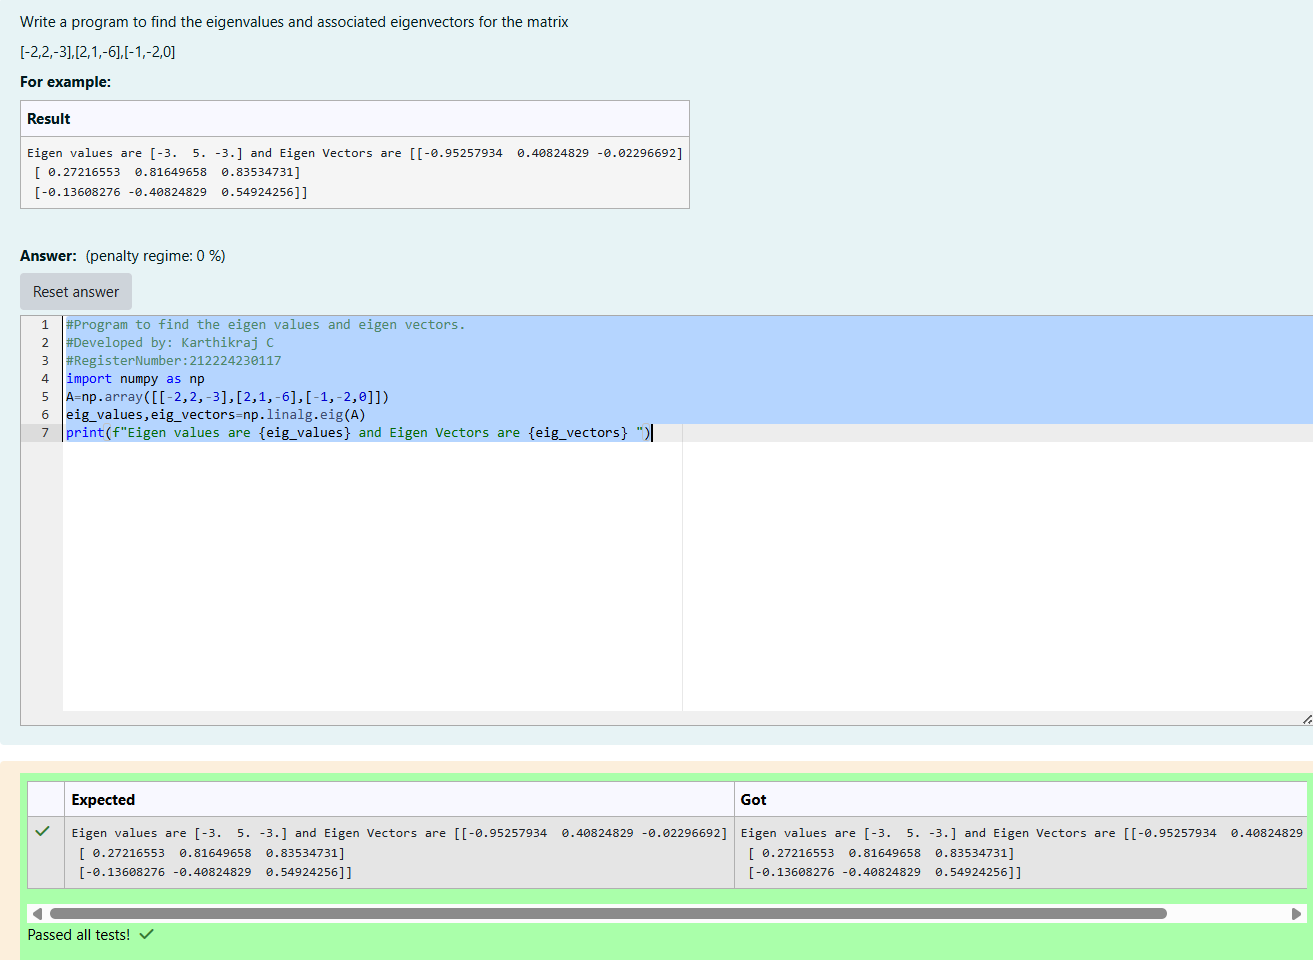 Write a program to find the eigenvalues and associated eigenvectors for the matrix
[-2,2,-3],[2,1,-6],[-1,-2,0]
For example:
Result
Eigen values are [-3.  5. -3.] and Eigen Vectors are [[-0.95257934  0.40824829 -0.02296692]
 [ 0.27216553  0.81649658  0.83534731]
 [-0.13608276 -0.40824829  0.54924256]]
Answer: (penalty regime: 0 %)
Reset answer
1 #Program to find the eigen values and eigen vectors.
2 #Developed by: Karthikraj C
3 #RegisterNumber:212224230117
4 import numpy as np
5 A=np.array([[-2,2,-3],[2,1,-6],[-1,-2,0]])
6 eig_values,eig_vectors=np.linalg.eig(A)
7 print(f"Eigen values are {eig_values} and Eigen Vectors are {eig_vectors} ")
Expected Got
Eigen values are [-3.  5. -3.] and Eigen Vectors are [[-0.95257934  0.40824829 -0.02296692] Eigen values are [-3.  5. -3.] and Eigen Vectors are [[-0.95257934  0.40824829
 [ 0.27216553  0.81649658  0.83534731] [ 0.27216553  0.81649658  0.83534731]
 [-0.13608276 -0.40824829  0.54924256]] [-0.13608276 -0.40824829  0.54924256]]
Passed all tests!